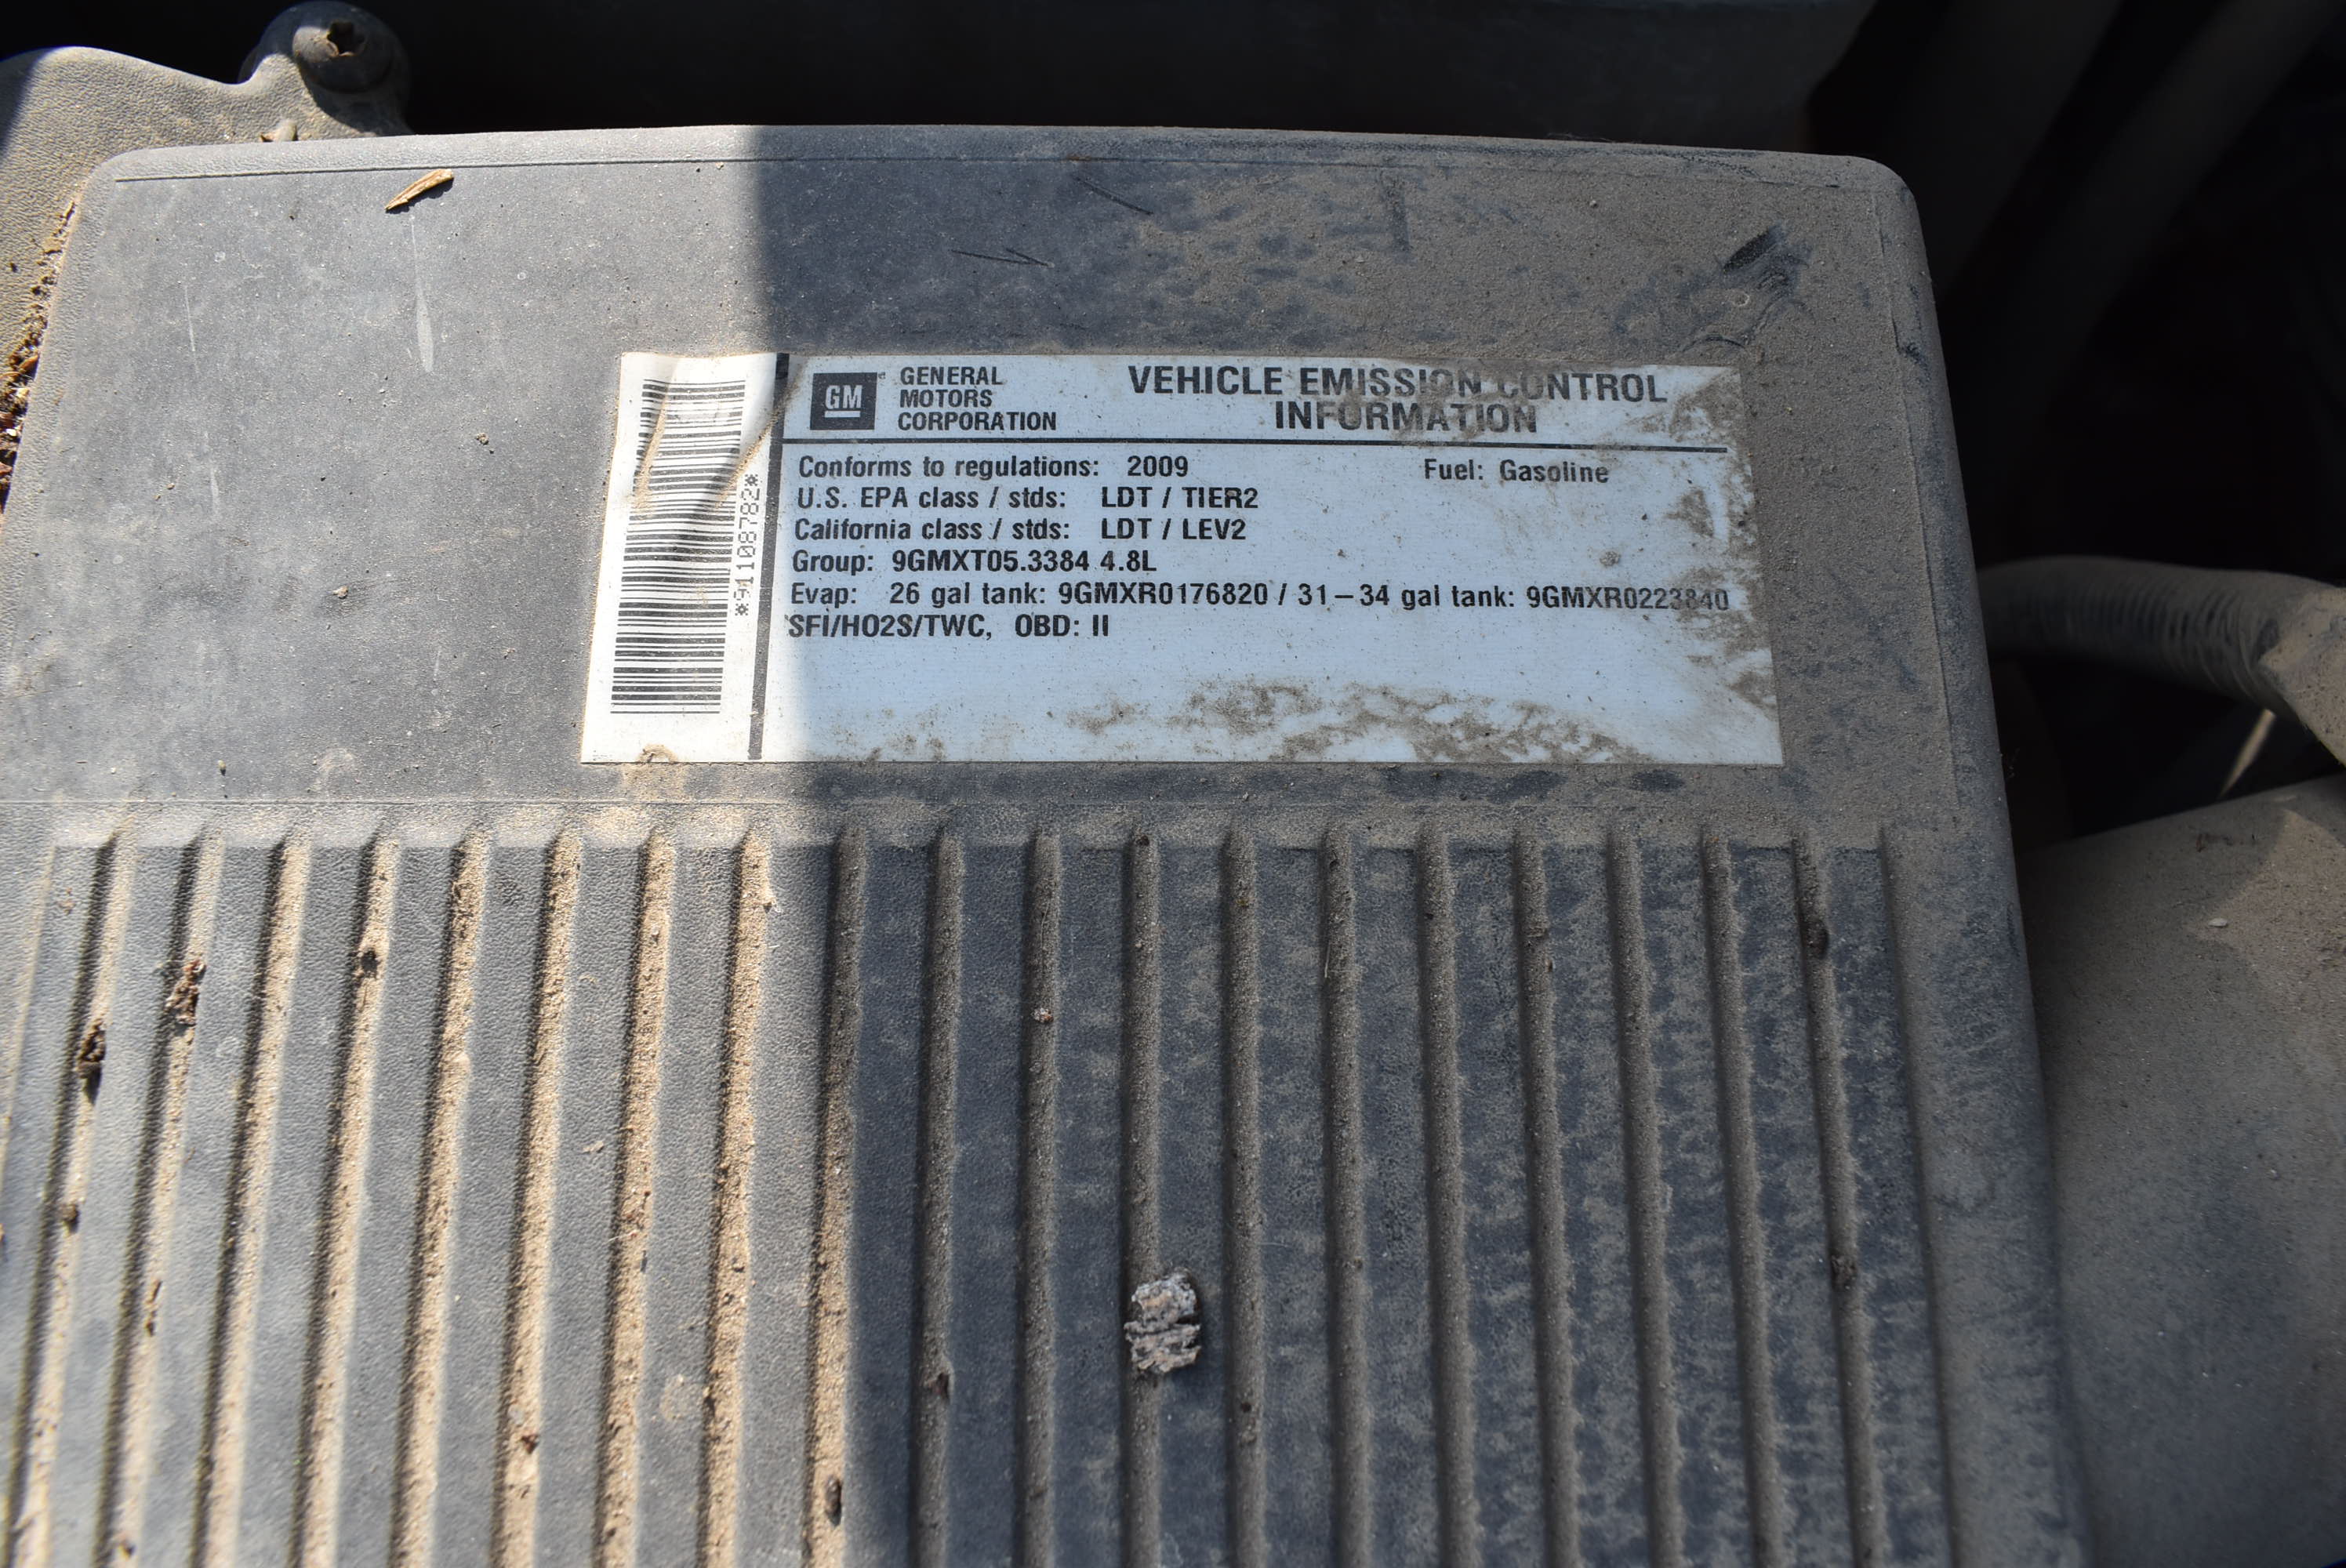 *91108782*
GM
GENERAL
MOTORS
CORPORATION
VEHICLE EMISSION CONTROL
INFORMATION
Conforms to regulations: 2009 Fuel: Gasoline
U.S. EPA class / stds: LDT / TIER2
California class / stds: LDT / LEV2
Group: 9GMXT05.3384 4.8L
Evap: 26 gal tank: 9GMXR0176820 / 31–34 gal tank: 9GMXR0223840
SFI/HO2S/TWC, OBD: II